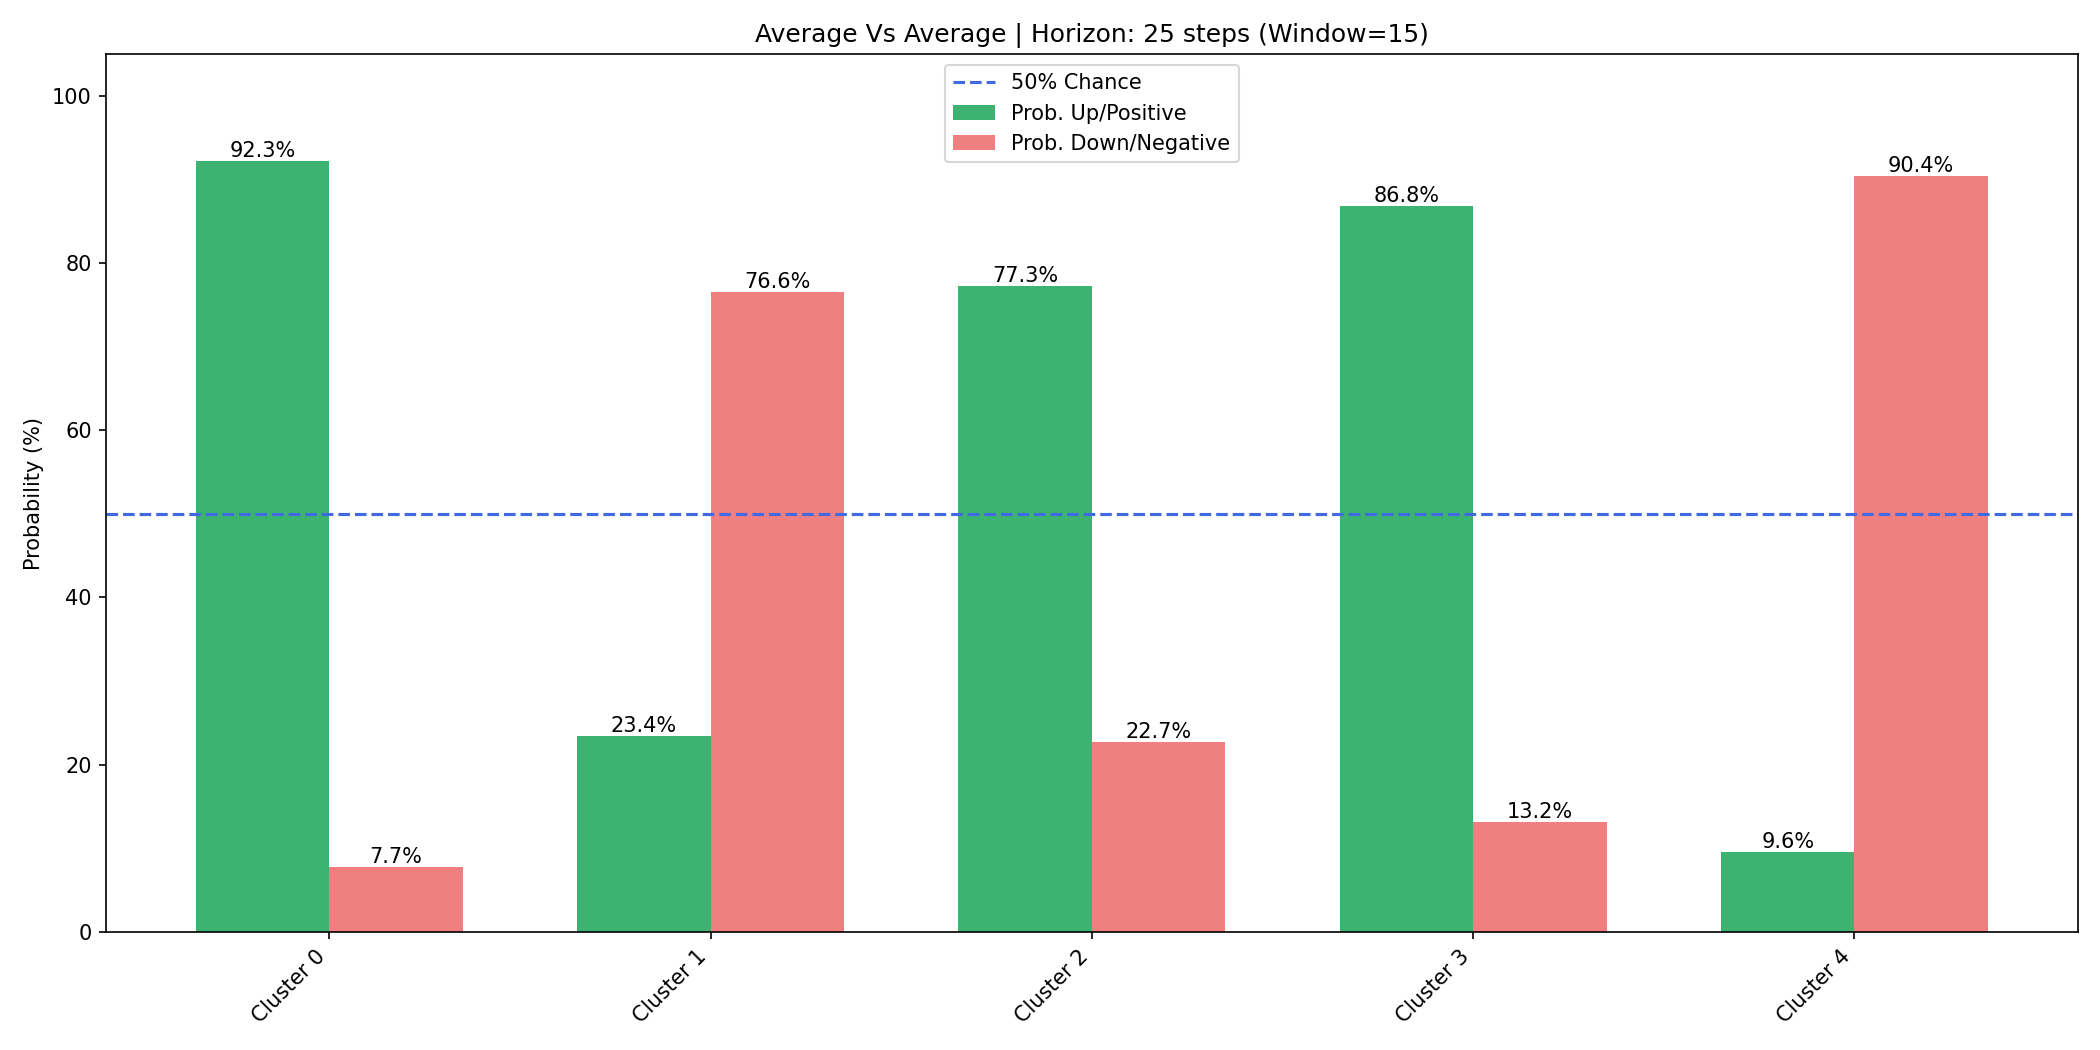 Average Vs Average | Horizon: 25 steps (Window=15)
50% Chance
Prob. Up/Positive
Prob. Down/Negative
Probability (%)
100
80
60
40
20
0
92.3%
7.7%
23.4%
76.6%
77.3%
22.7%
86.8%
13.2%
9.6%
90.4%
Cluster 0
Cluster 1
Cluster 2
Cluster 3
Cluster 4